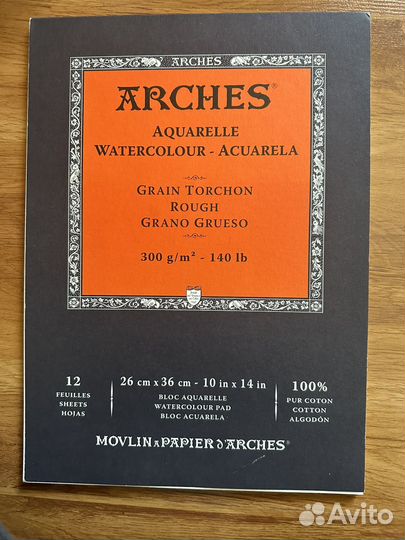 ARCHES
ARCHES®
AQUARELLE
WATERCOLOUR - ACUARELA
GRAIN TORCHON
ROUGH
GRANO GRUESO
300 g/m² - 140 lb
12
FEUILLES
SHEETS
HOJAS
26 cm x 36 cm - 10 in x 14 in
BLOC AQUARELLE
WATERCOLOUR PAD
BLOC ACUARELA
100%
PUR COTON
COTTON
ALGODÓN
MOVLIN A PAPIER D'ARCHES®
Avito